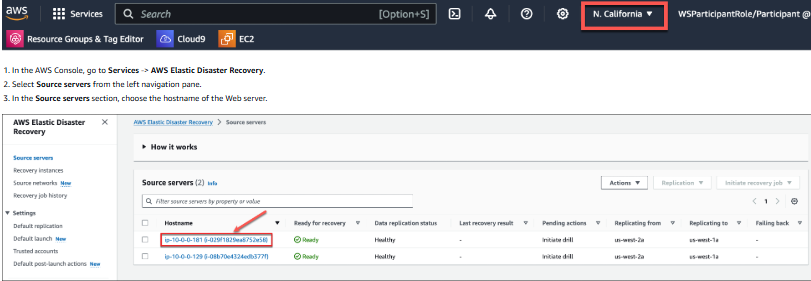 aws Services Search [Option+S] N. California ▼ WSParticipantRole/Participant @
Resource Groups & Tag Editor Cloud9 EC2
1. In the AWS Console, go to Services -> AWS Elastic Disaster Recovery.
2. Select Source servers from the left navigation pane.
3. In the Source servers section, choose the hostname of the Web server.
AWS Elastic Disaster Recovery
Source servers
Recovery instances
Source networks New
Recovery job history
Settings
Default replication
Default launch New
Trusted accounts
Default post-launch actions New
AWS Elastic Disaster Recovery > Source servers
How it works
Source servers (2) Info Actions Replication Initiate recovery job
Filter source servers by property or value 1
Hostname Ready for recovery Data replication status Last recovery result Pending actions Replicating from Replicating to Failing back
ip-10-0-0-181 (i-029f1829ea8752e58) Ready Healthy - Initiate drill us-west-2a us-west-1a -
ip-10-0-0-129 (i-08b70e4324edb377f) Ready Healthy - Initiate drill us-west-2a us-west-1a -